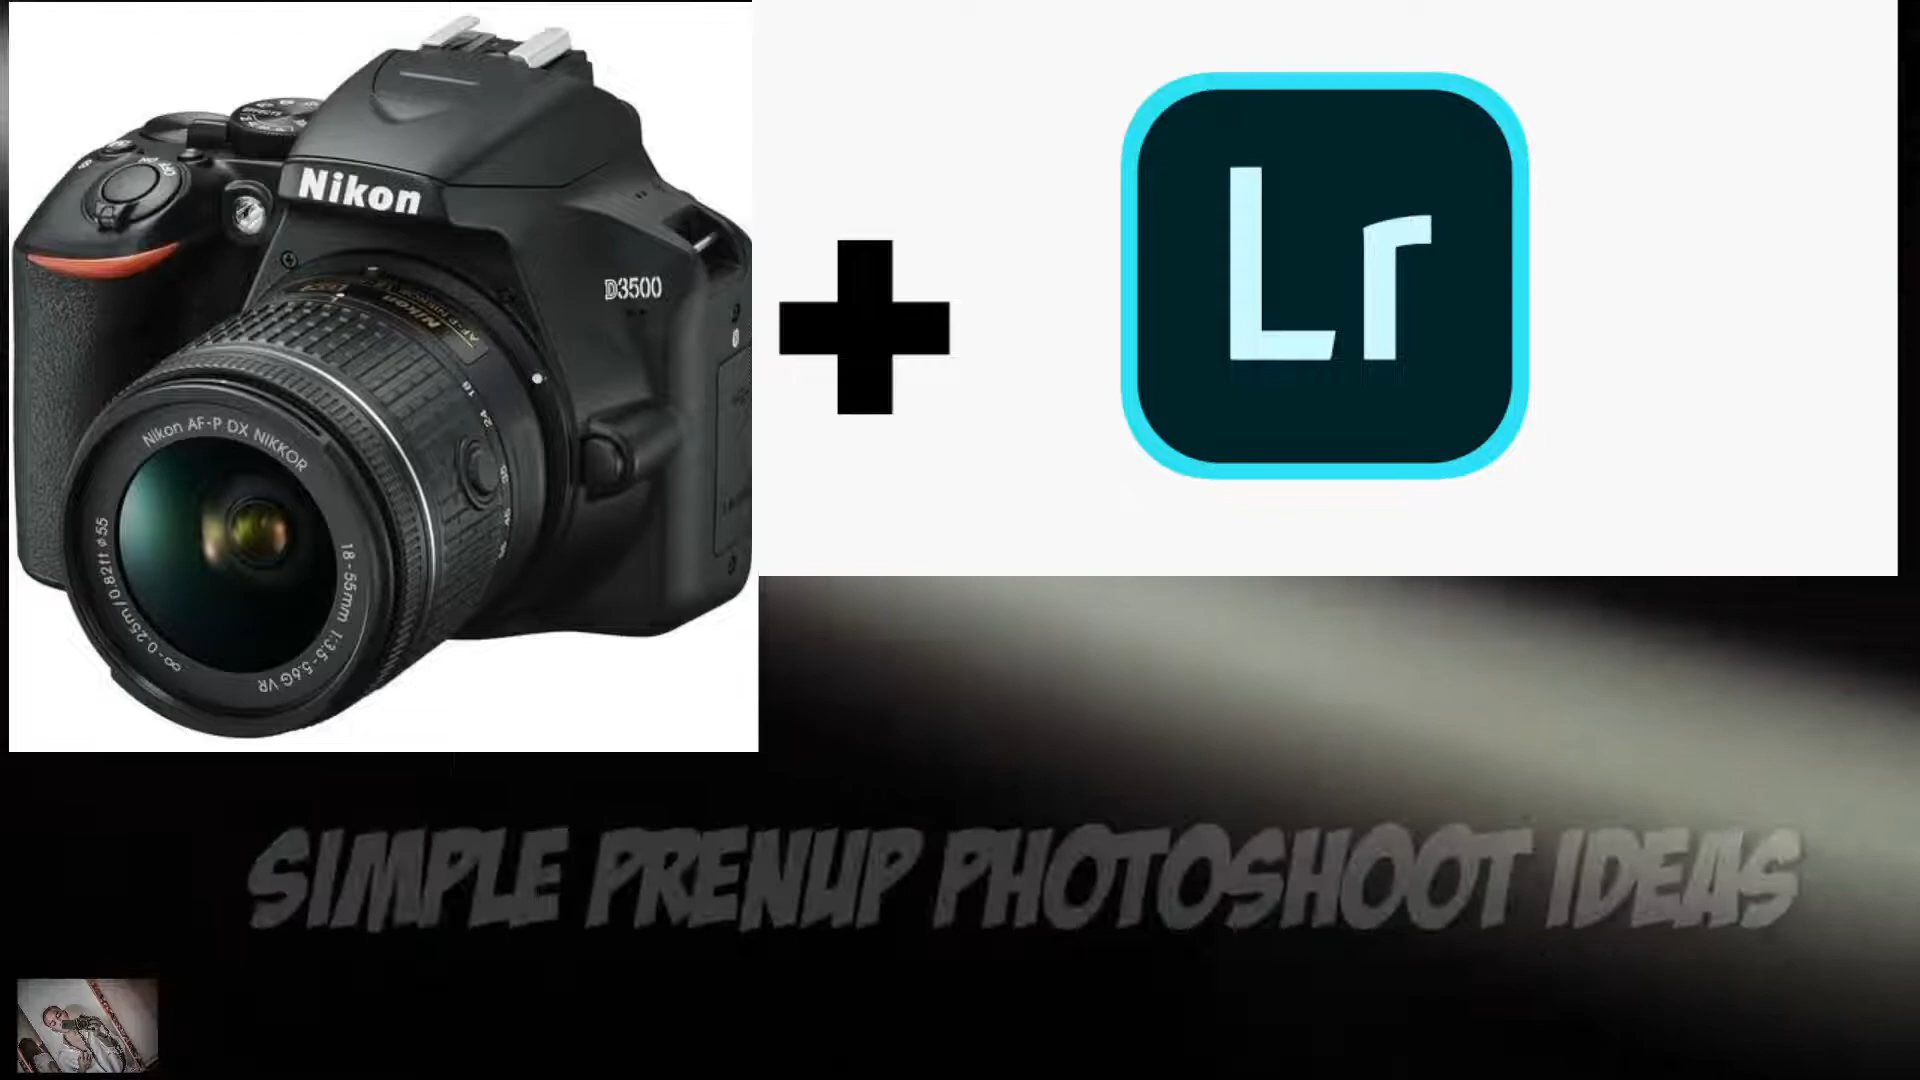 Nikon
D3500
Lr
Nikon AF-P DX NIKKOR
18-55mm 1:3.5-5.6G VR
∞-0.25m/0.82ft ø55
SIMPLE PRENUP PHOTOSHOOT IDEAS